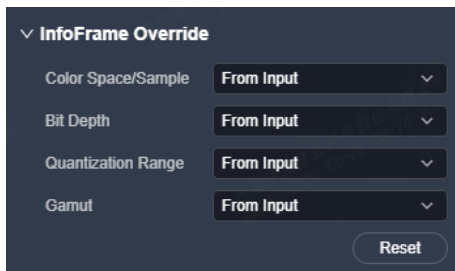 InfoFrame Override
Color Space/Sample From Input
Bit Depth From Input
Quantization Range From Input
Gamut From Input
Reset